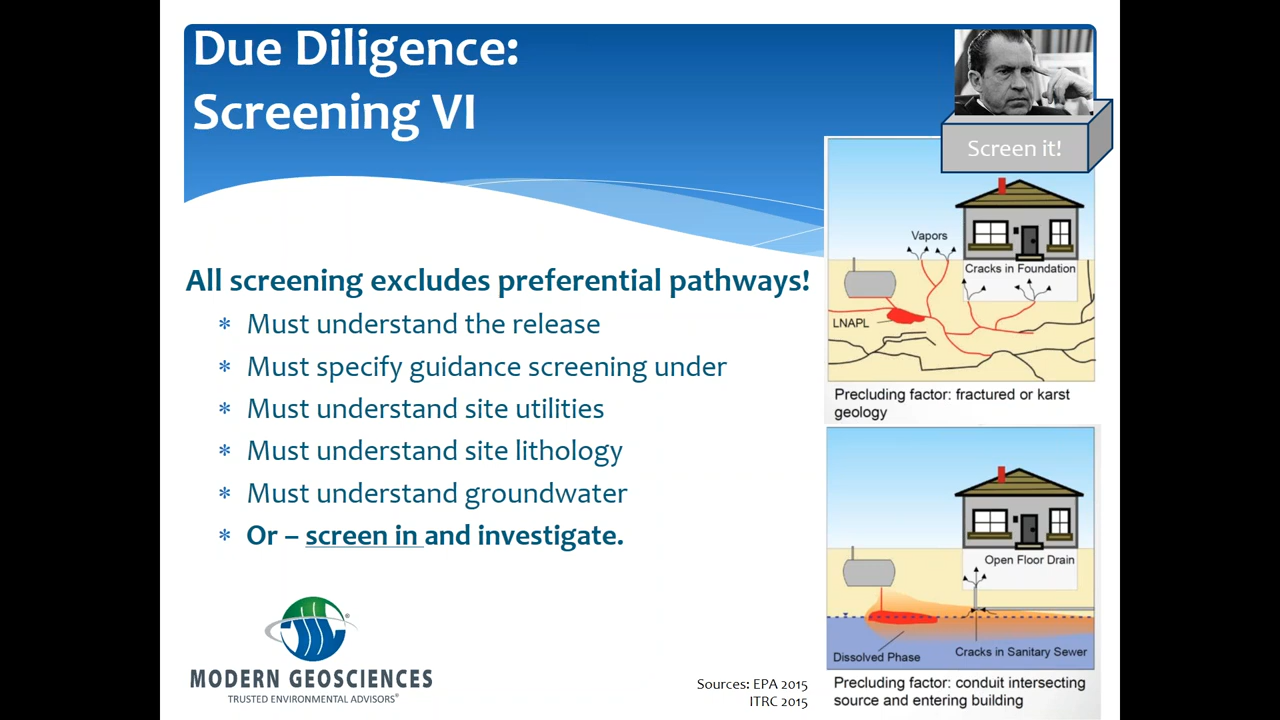 Due Diligence:
Screening VI
Screen it!
All screening excludes preferential pathways!
* Must understand the release
* Must specify guidance screening under
* Must understand site utilities
* Must understand site lithology
* Must understand groundwater
* Or – screen in and investigate.
Vapors
Cracks in Foundation
LNAPL
Precluding factor: fractured or karst
geology
Open Floor Drain
Dissolved Phase
Cracks in Sanitary Sewer
Precluding factor: conduit intersecting
source and entering building
MODERN GEOSCIENCES
TRUSTED ENVIRONMENTAL ADVISORS®
Sources: EPA 2015
ITRC 2015